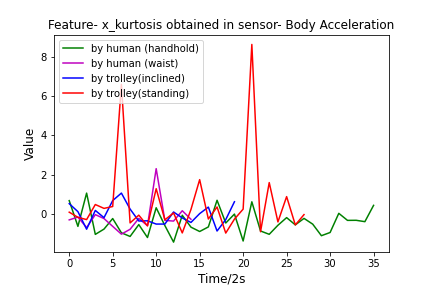 Feature- x_kurtosis obtained in sensor- Body Acceleration
by human (handhold)
by human (waist)
by trolley(inclined)
by trolley(standing)
8
6
4
2
0
Value
0 5 10 15 20 25 30 35
Time/2s